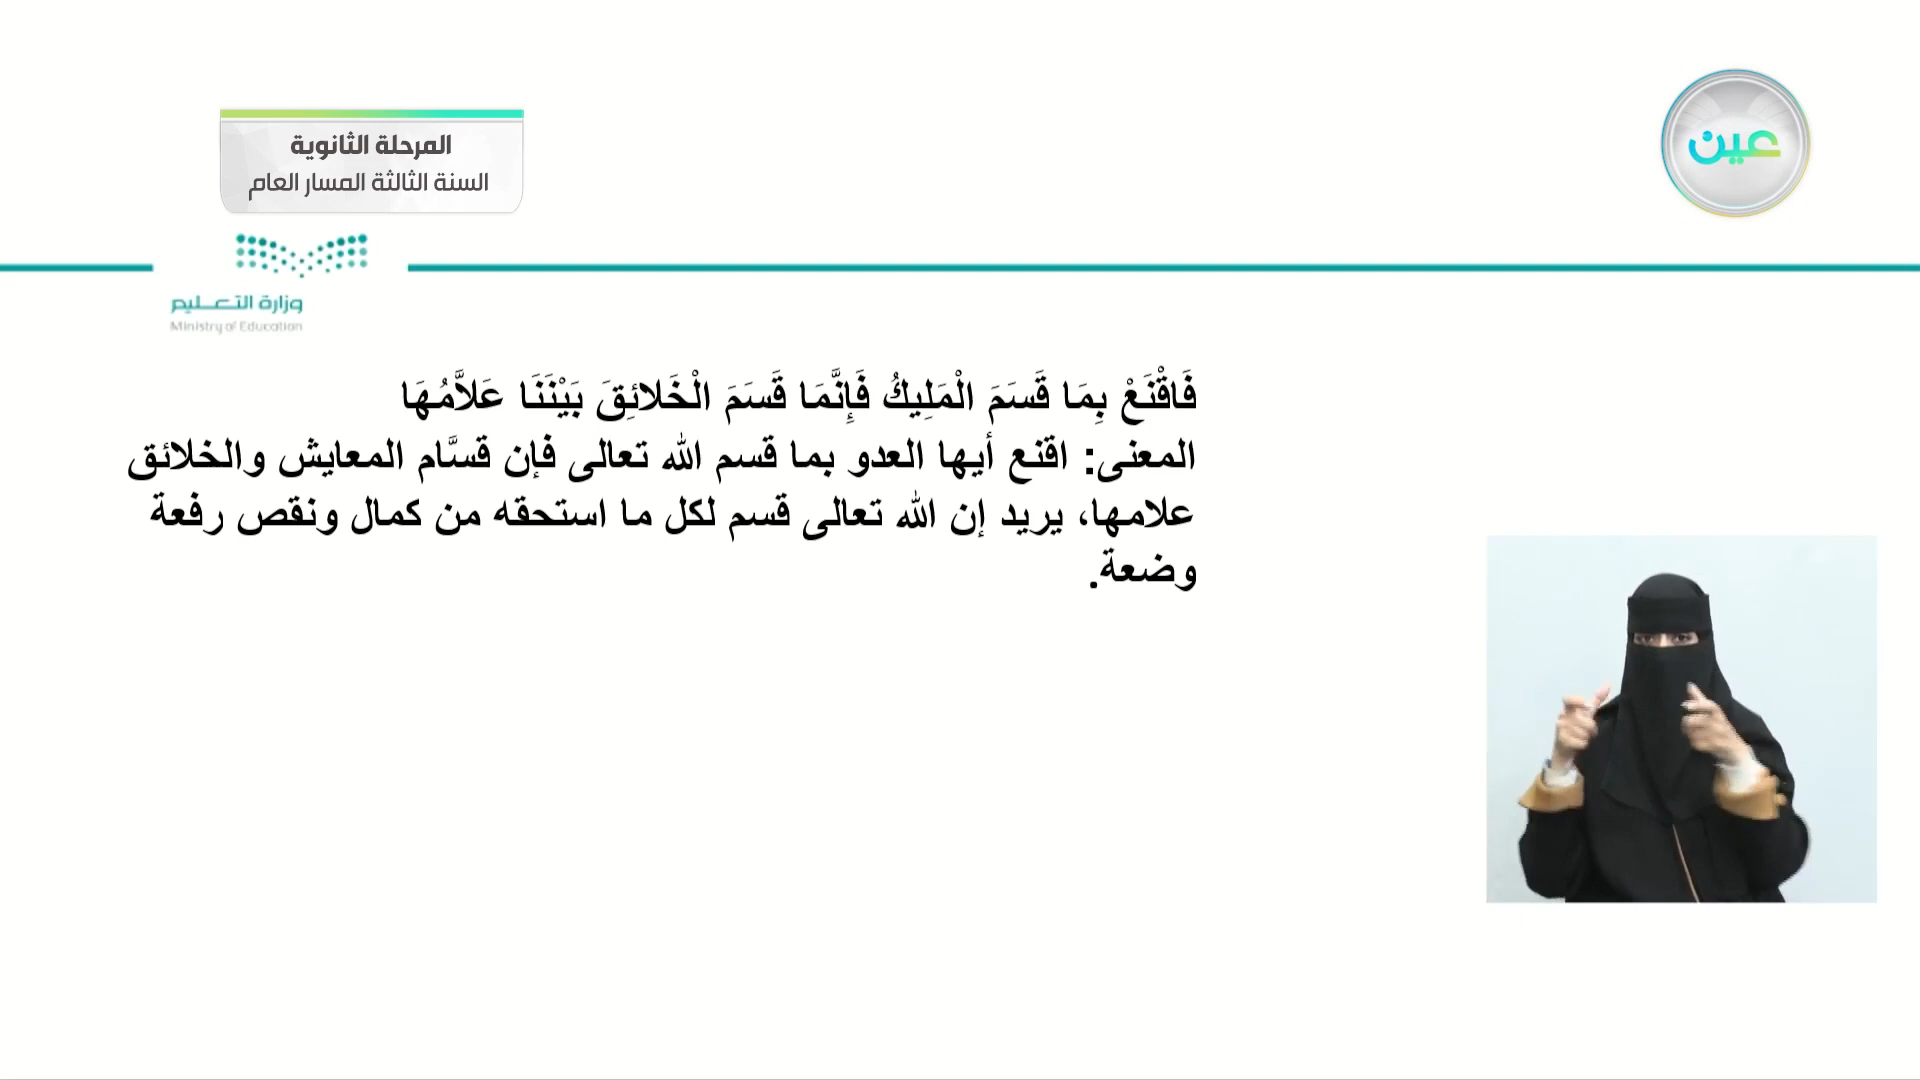 المرحلة الثانوية
السنة الثالثة المسار العام
عين
وزارة التعليم
Ministry of Education
فَاقْنَعْ بِمَا قَسَمَ الْمَلِيكُ فَإِنَّمَا قَسَمَ الْخَلائِقَ بَيْنَنَا عَلاَّمُهَا
المعنى: اقنع أيها العدو بما قسم الله تعالى فإن قسَّام المعايش والخلائق
علامها، يريد إن الله تعالى قسم لكل ما استحقه من كمال ونقص رفعة
وضعة.